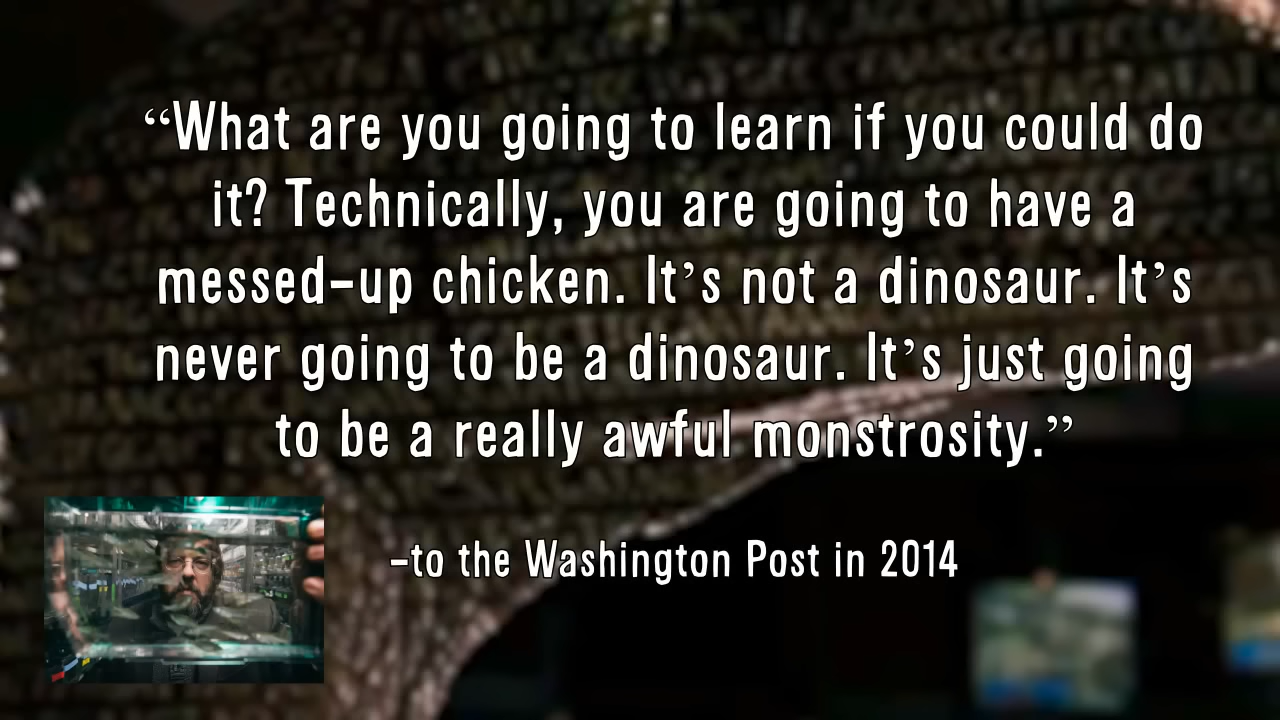 “What are you going to learn if you could do
it? Technically, you are going to have a
messed-up chicken. It’s not a dinosaur. It’s
never going to be a dinosaur. It’s just going
to be a really awful monstrosity.”
-to the Washington Post in 2014